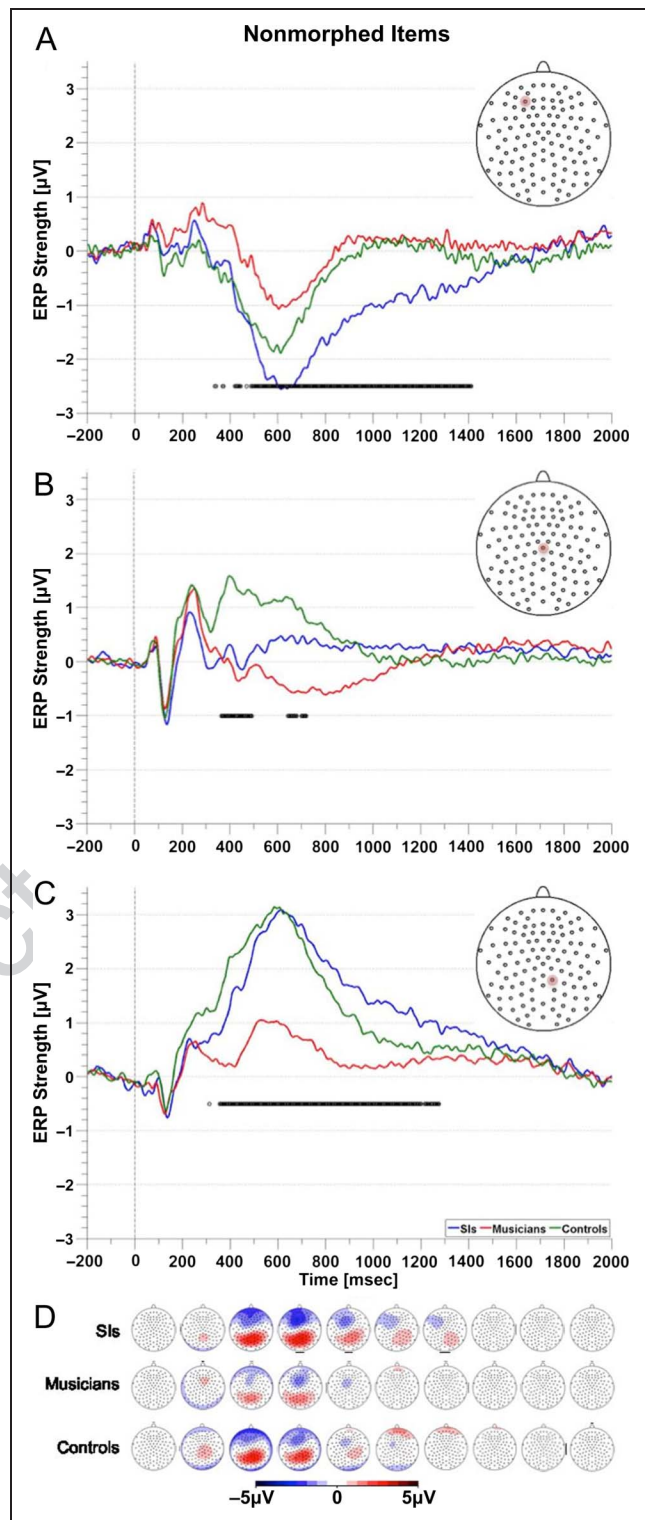 A
Nonmorphed Items
ERP Strength [µV]
3
2
1
0
−1
−2
−3
−200 0 200 400 600 800 1000 1200 1400 1600 1800 2000
B
ERP Strength [µV]
3
2
1
0
−1
−2
−3
−200 0 200 400 600 800 1000 1200 1400 1600 1800 2000
C
ERP Strength [µV]
3
2
1
0
−1
−2
−3
SIs Musicians Controls
−200 0 200 400 600 800 1000 1200 1400 1600 1800 2000
Time [msec]
D
SIs
Musicians
Controls
−5µV 0 5µV